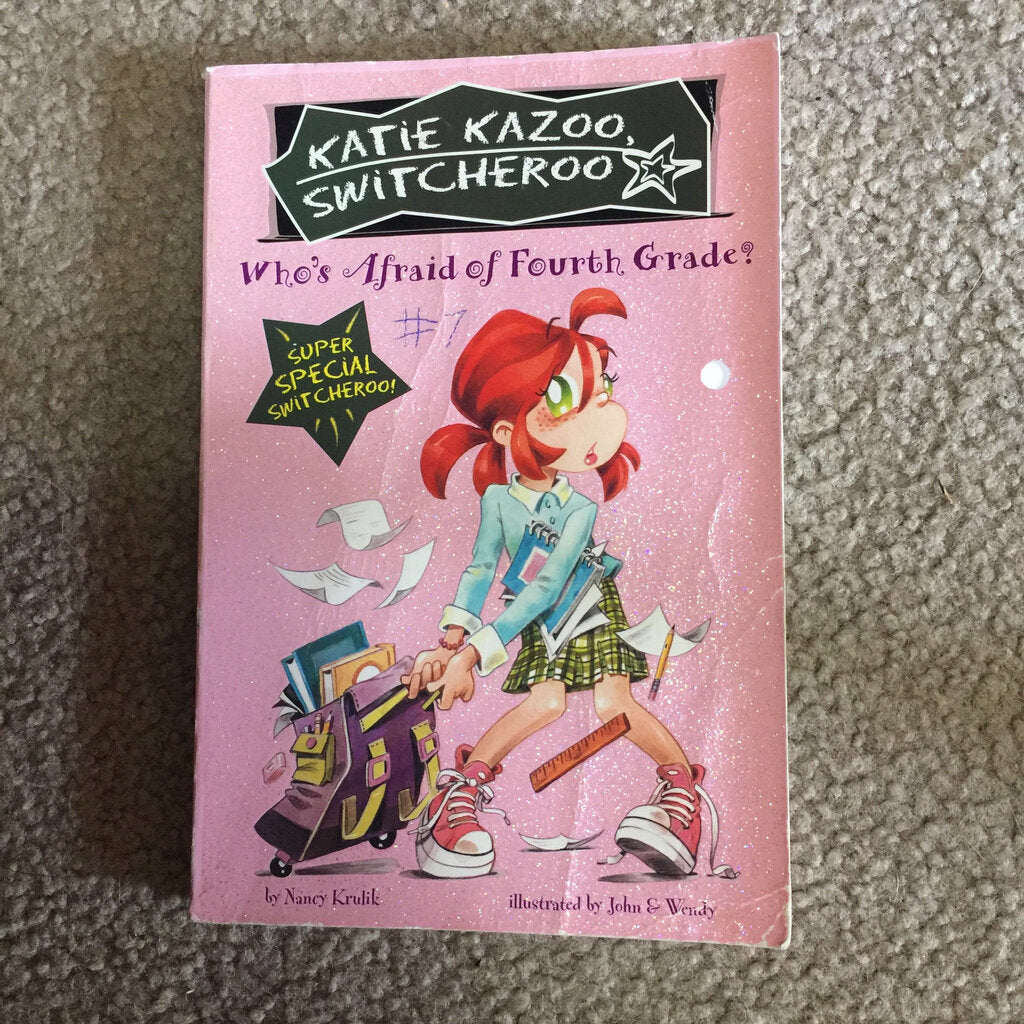 KATIE KAZOO,
SWITCHEROO
Who's Afraid of Fourth Grade?
#7
SUPER
SPECIAL
SWITCHEROO!
by Nancy Krulik
illustrated by John & Wendy